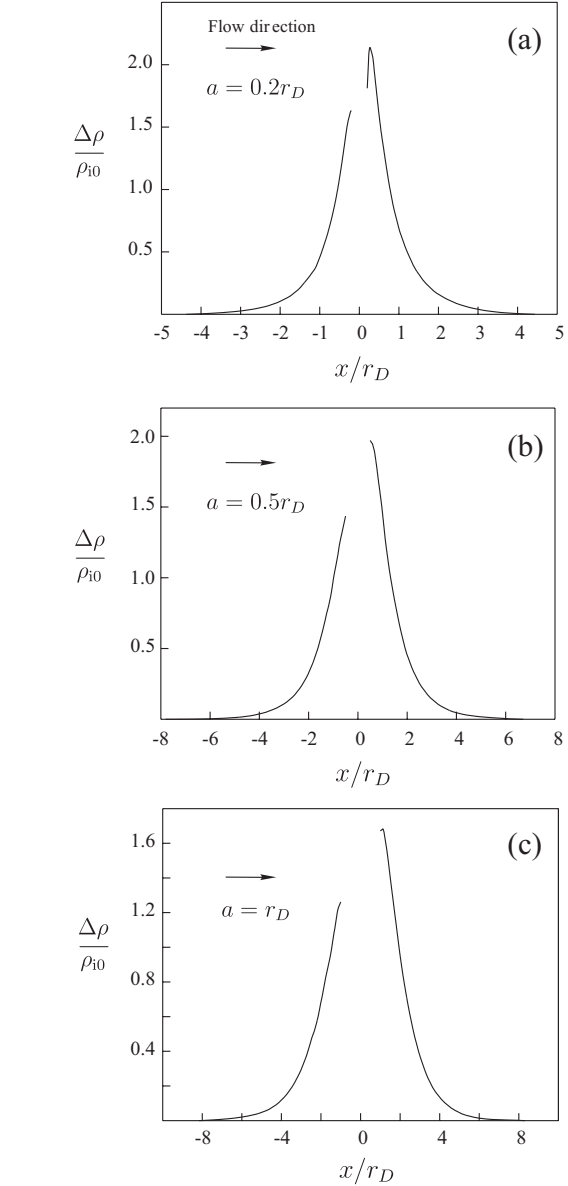 Flow direction
(a)
a = 0.2r_D
2.0
1.5
1.0
0.5
Δρ
ρ_i0
-5 -4 -3 -2 -1 0 1 2 3 4 5
x/r_D
(b)
a = 0.5r_D
2.0
1.5
1.0
0.5
Δρ
ρ_i0
-8 -6 -4 -2 0 2 4 6 8
x/r_D
(c)
a = r_D
1.6
1.2
0.8
0.4
Δρ
ρ_i0
-8 -4 0 4 8
x/r_D